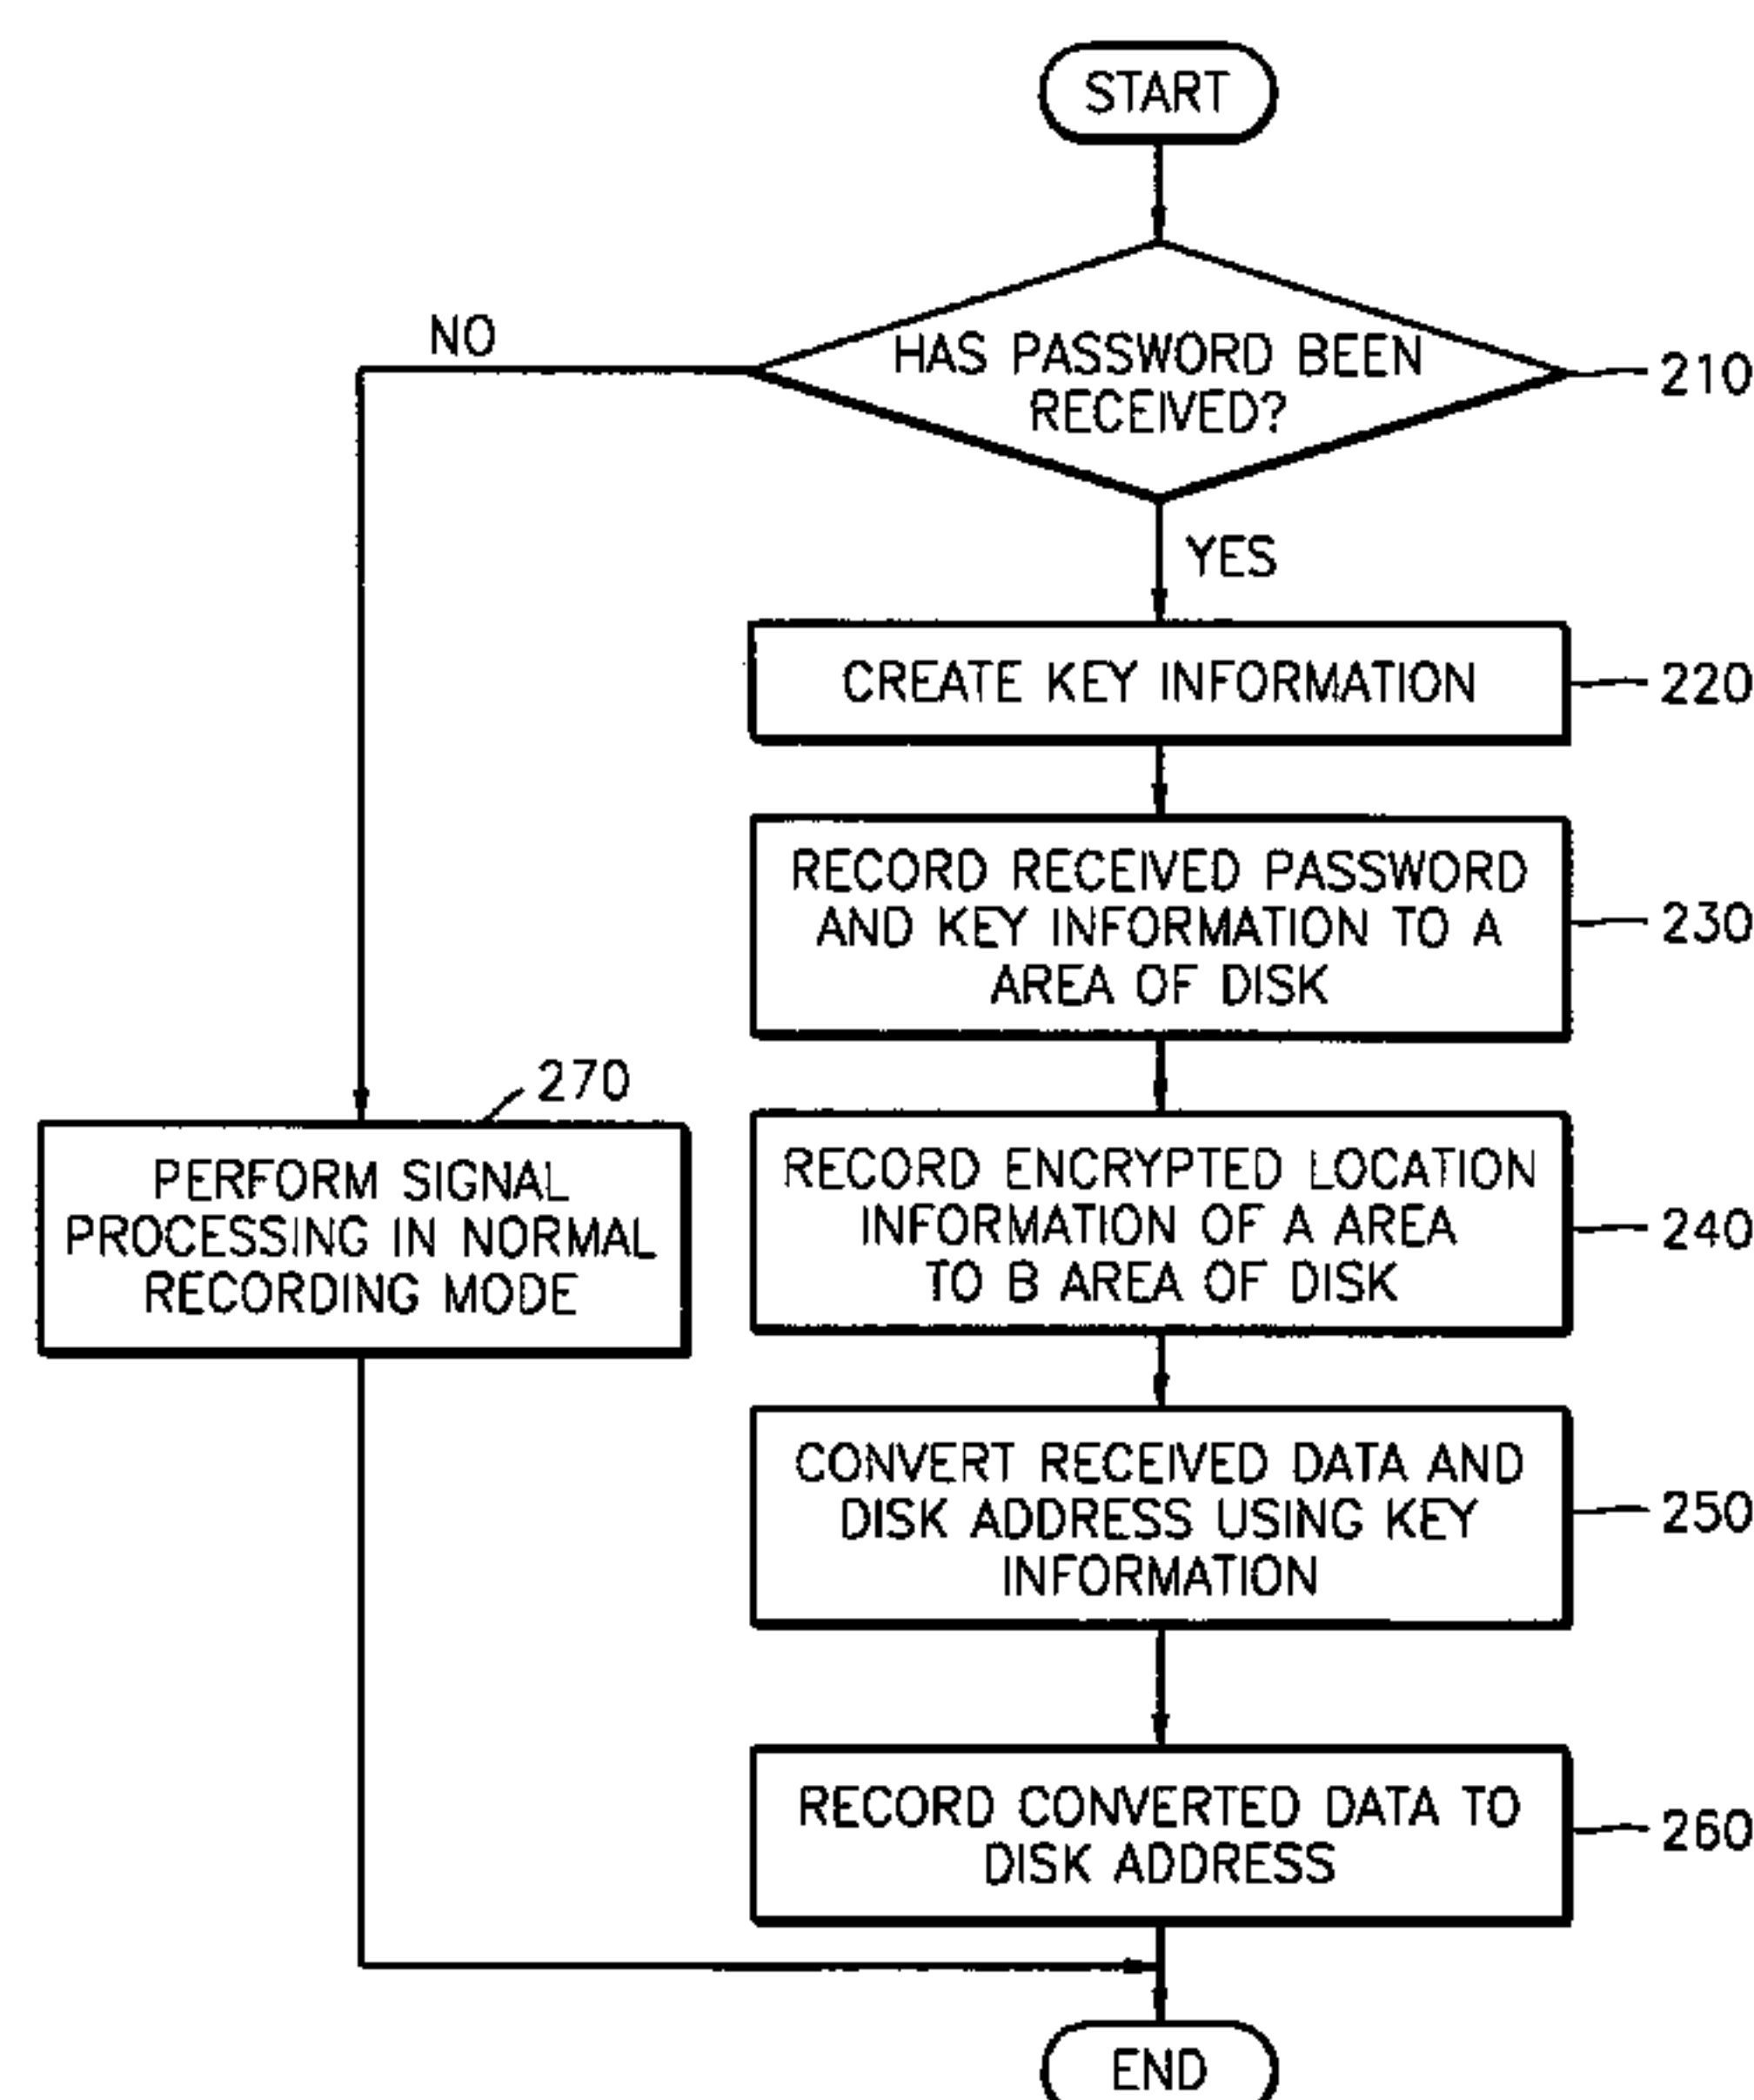 START
NO
HAS PASSWORD BEEN
RECEIVED?
210
YES
CREATE KEY INFORMATION
220
RECORD RECEIVED PASSWORD
AND KEY INFORMATION TO A
AREA OF DISK
230
270
PERFORM SIGNAL
PROCESSING IN NORMAL
RECORDING MODE
RECORD ENCRYPTED LOCATION
INFORMATION OF A AREA
TO B AREA OF DISK
240
CONVERT RECEIVED DATA AND
DISK ADDRESS USING KEY
INFORMATION
250
RECORD CONVERTED DATA TO
DISK ADDRESS
260
END